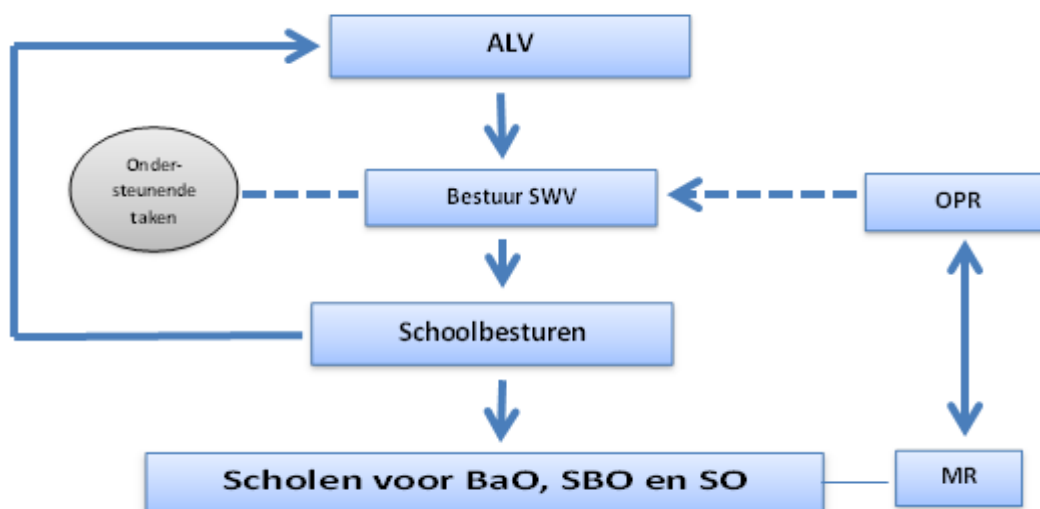 ALV
Onder-
steunende
taken
Bestuur SWV
OPR
Schoolbesturen
Scholen voor BaO, SBO en SO
MR